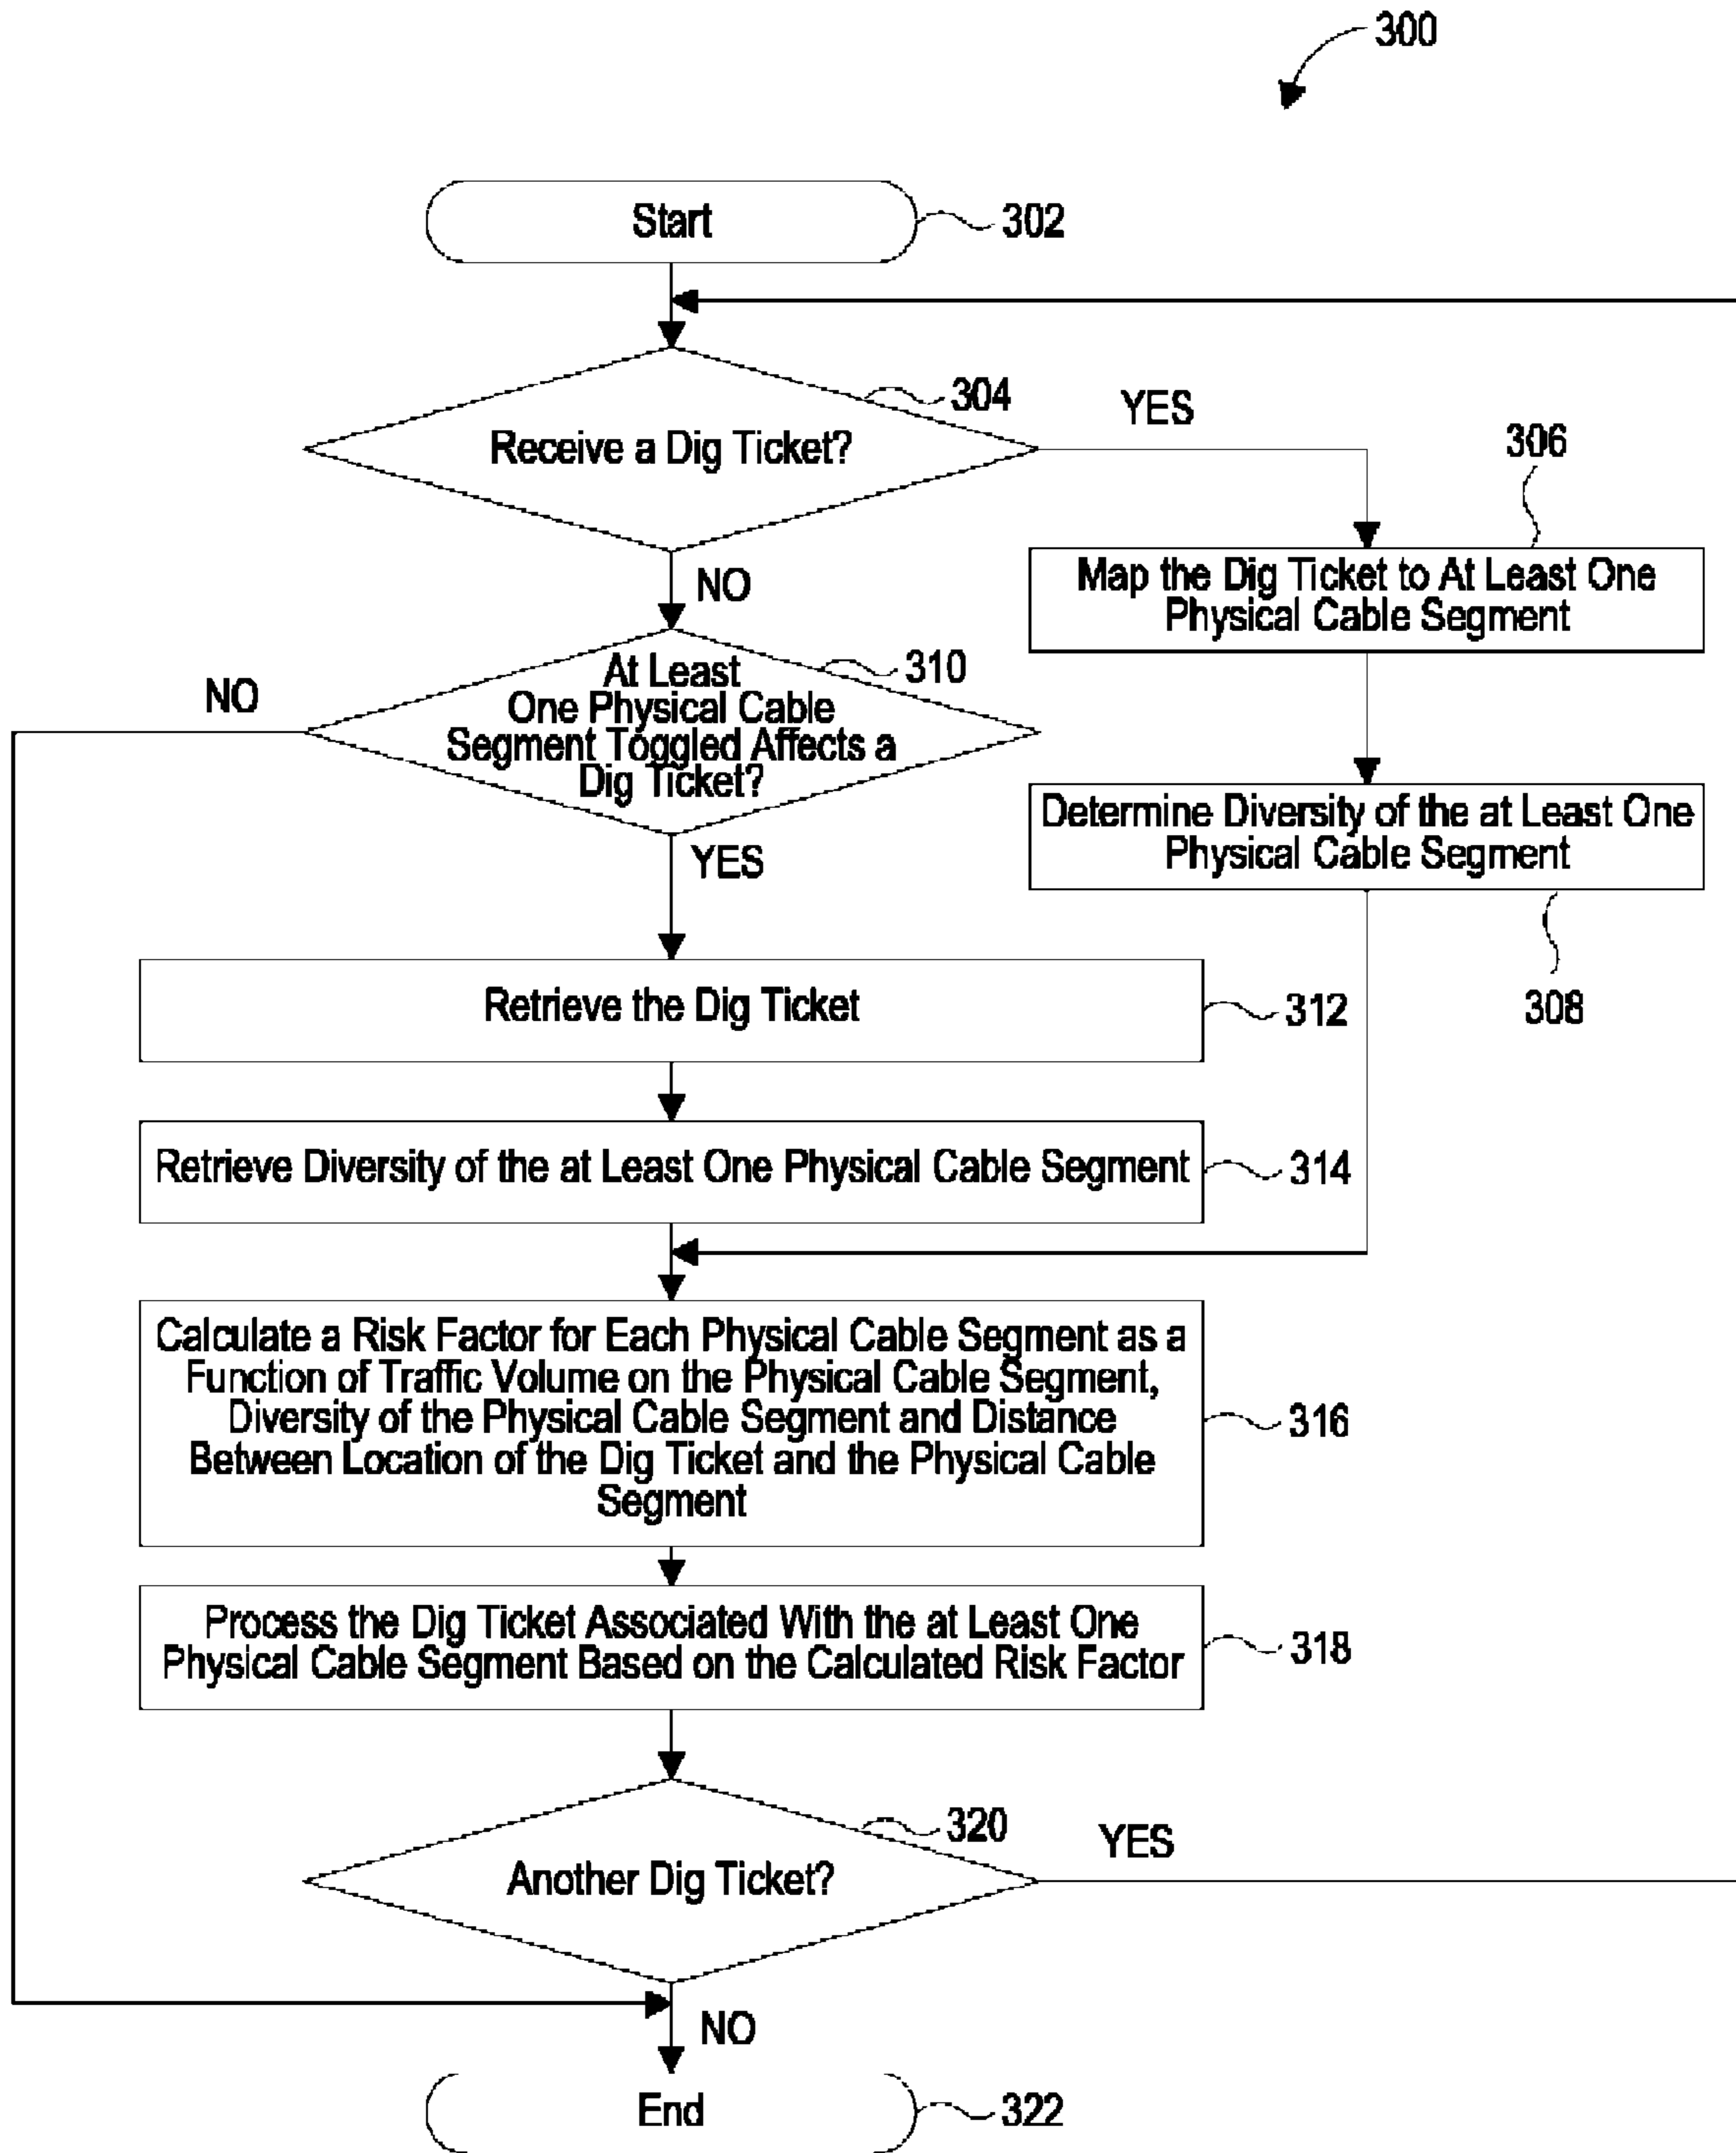 300
Start
302
304
Receive a Dig Ticket?
YES
NO
306
Map the Dig Ticket to At Least One
Physical Cable Segment
310
At Least
One Physical Cable
Segment Toggled Affects a
Dig Ticket?
NO
YES
Determine Diversity of the at Least One
Physical Cable Segment
308
Retrieve the Dig Ticket
312
Retrieve Diversity of the at Least One Physical Cable Segment
314
Calculate a Risk Factor for Each Physical Cable Segment as a
Function of Traffic Volume on the Physical Cable Segment,
Diversity of the Physical Cable Segment and Distance
Between Location of the Dig Ticket and the Physical Cable
Segment
316
Process the Dig Ticket Associated With the at Least One
Physical Cable Segment Based on the Calculated Risk Factor
318
320
Another Dig Ticket?
YES
NO
End
322